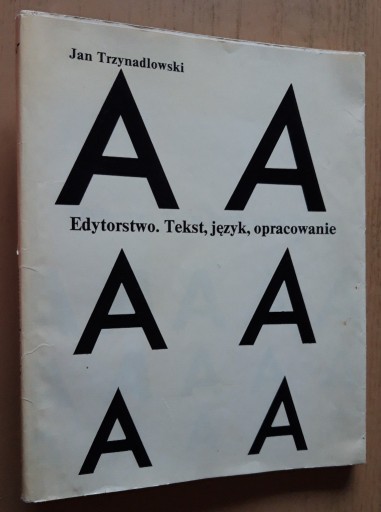 Jan Trzynadlowski
A A
Edytorstwo. Tekst, język, opracowanie
A A
A A